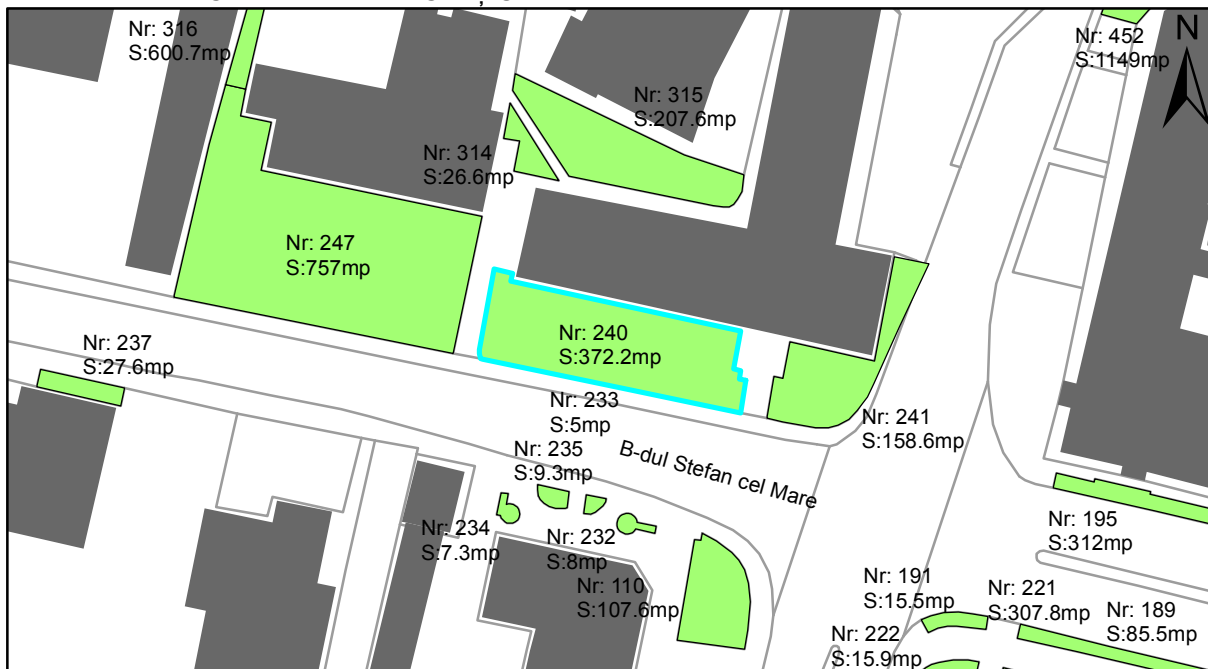 Nr: 316
S:600.7mp
Nr: 452
S:1149mp
N
Nr: 315
S:207.6mp
Nr: 314
S:26.6mp
Nr: 247
S:757mp
Nr: 240
S:372.2mp
Nr: 237
S:27.6mp
Nr: 233
S:5mp
Nr: 241
S:158.6mp
Nr: 235
S:9.3mp
B-dul Stefan cel Mare
Nr: 234
S:7.3mp
Nr: 232
S:8mp
Nr: 195
S:312mp
Nr: 110
S:107.6mp
Nr: 191
S:15.5mp
Nr: 221
S:307.8mp
Nr: 189
S:85.5mp
Nr: 222
S:15.9mp